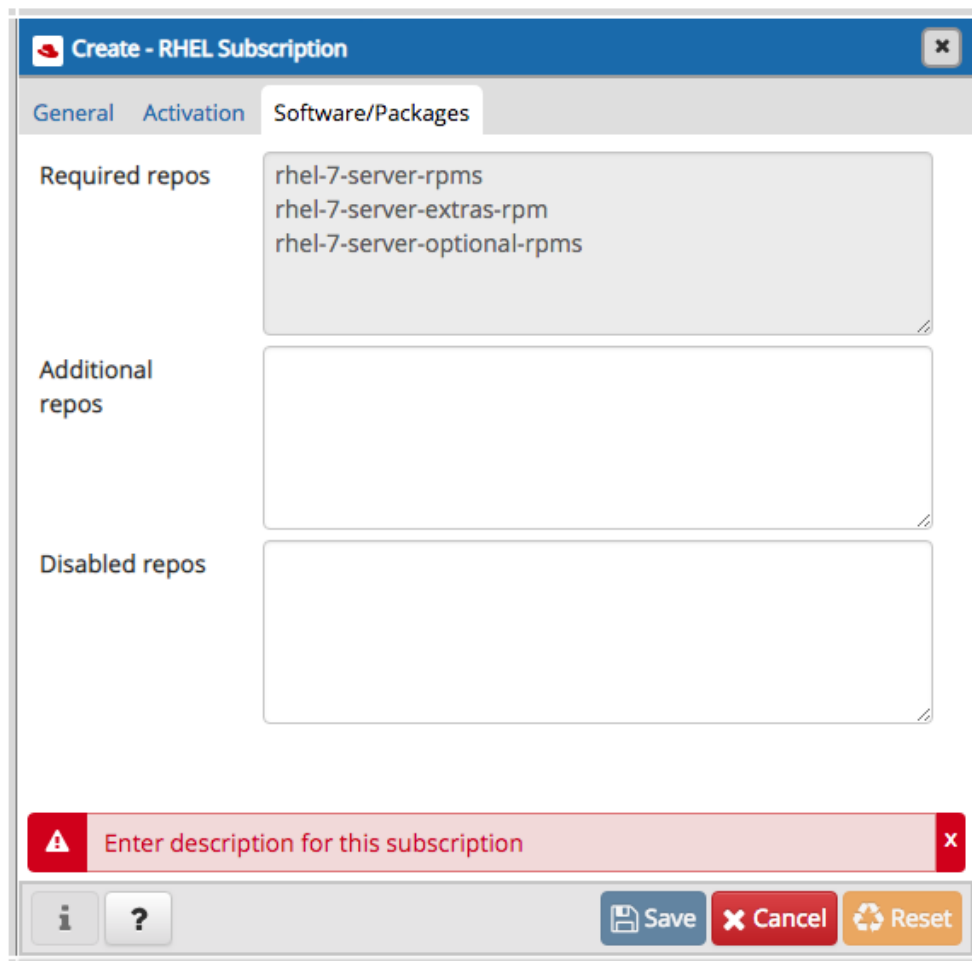 Create - RHEL Subscription
x
General Activation Software/Packages
Required repos
rhel-7-server-rpms
rhel-7-server-extras-rpm
rhel-7-server-optional-rpms
Additional
repos
Disabled repos
Enter description for this subscription x
i ? Save Cancel Reset